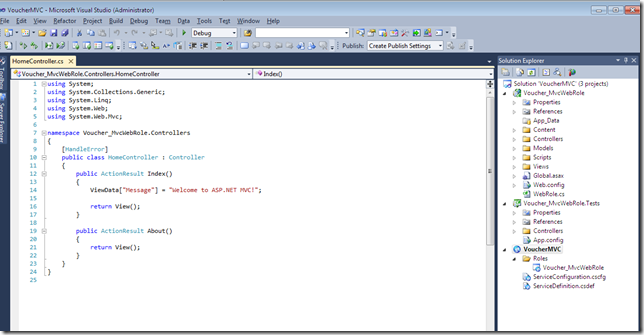 VoucherMVC - Microsoft Visual Studio (Administrator)
Edit View Refactor Project Build Debug Team Data Tools Test Window Help
Debug
Publish: Create Publish Settings
HomeController.cs
Solution Explorer
Voucher_MvcWebRole.Controllers.HomeController
Index()
Toolbox
Server Explorer
1 using System;
2 using System.Collections.Generic;
3 using System.Linq;
4 using System.Web;
5 using System.Web.Mvc;
6
7 namespace Voucher_MvcWebRole.Controllers
8 {
9 [HandleError]
10 public class HomeController : Controller
11 {
12 public ActionResult Index()
13 {
14 ViewData["Message"] = "Welcome to ASP.NET MVC!";
15
16 return View();
17 }
18
19 public ActionResult About()
20 {
21 return View();
22 }
23 }
24 }
25
Solution 'VoucherMVC' (3 projects)
Voucher_MvcWebRole
Properties
References
App_Data
Content
Controllers
Models
Scripts
Views
Global.asax
Web.config
WebRole.cs
Voucher_MvcWebRole.Tests
Properties
References
Controllers
App.config
VoucherMVC
Roles
Voucher_MvcWebRole
ServiceConfiguration.cscfg
ServiceDefinition.csdef